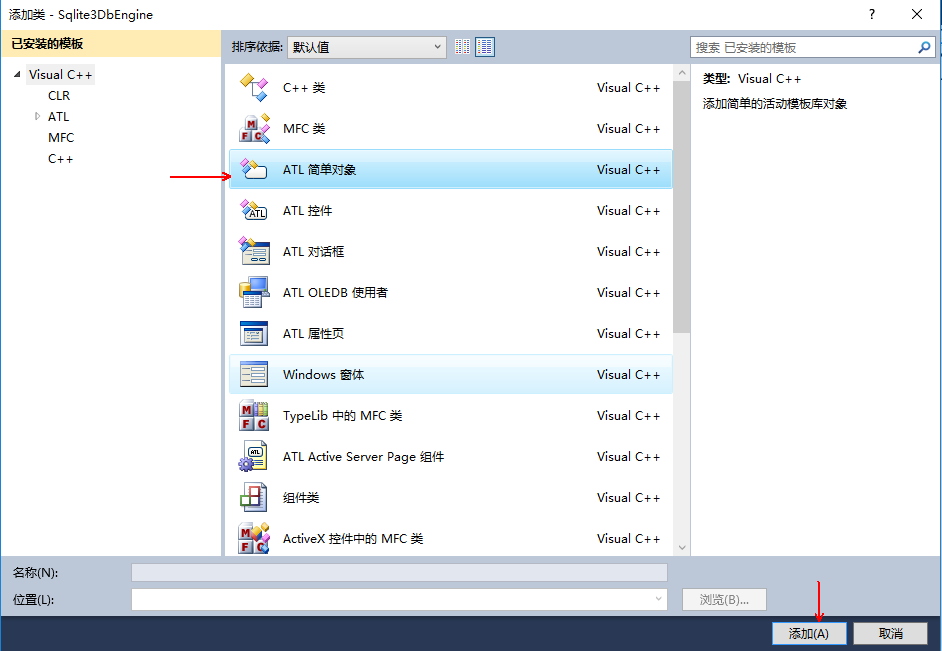 添加类 - Sqlite3DbEngine
?
已安装的模板
排序依据: 默认值
搜索 已安装的模板
Visual C++
CLR
ATL
MFC
C++
C++ 类 Visual C++
MFC 类 Visual C++
ATL 简单对象 Visual C++
ATL 控件 Visual C++
ATL 对话框 Visual C++
ATL OLEDB 使用者 Visual C++
ATL 属性页 Visual C++
Windows 窗体 Visual C++
TypeLib 中的 MFC 类 Visual C++
ATL Active Server Page 组件 Visual C++
组件类 Visual C++
ActiveX 控件中的 MFC 类 Visual C++
类型: Visual C++
添加简单的活动模板库对象
名称(N):
位置(L):
浏览(B)...
添加(A) 取消